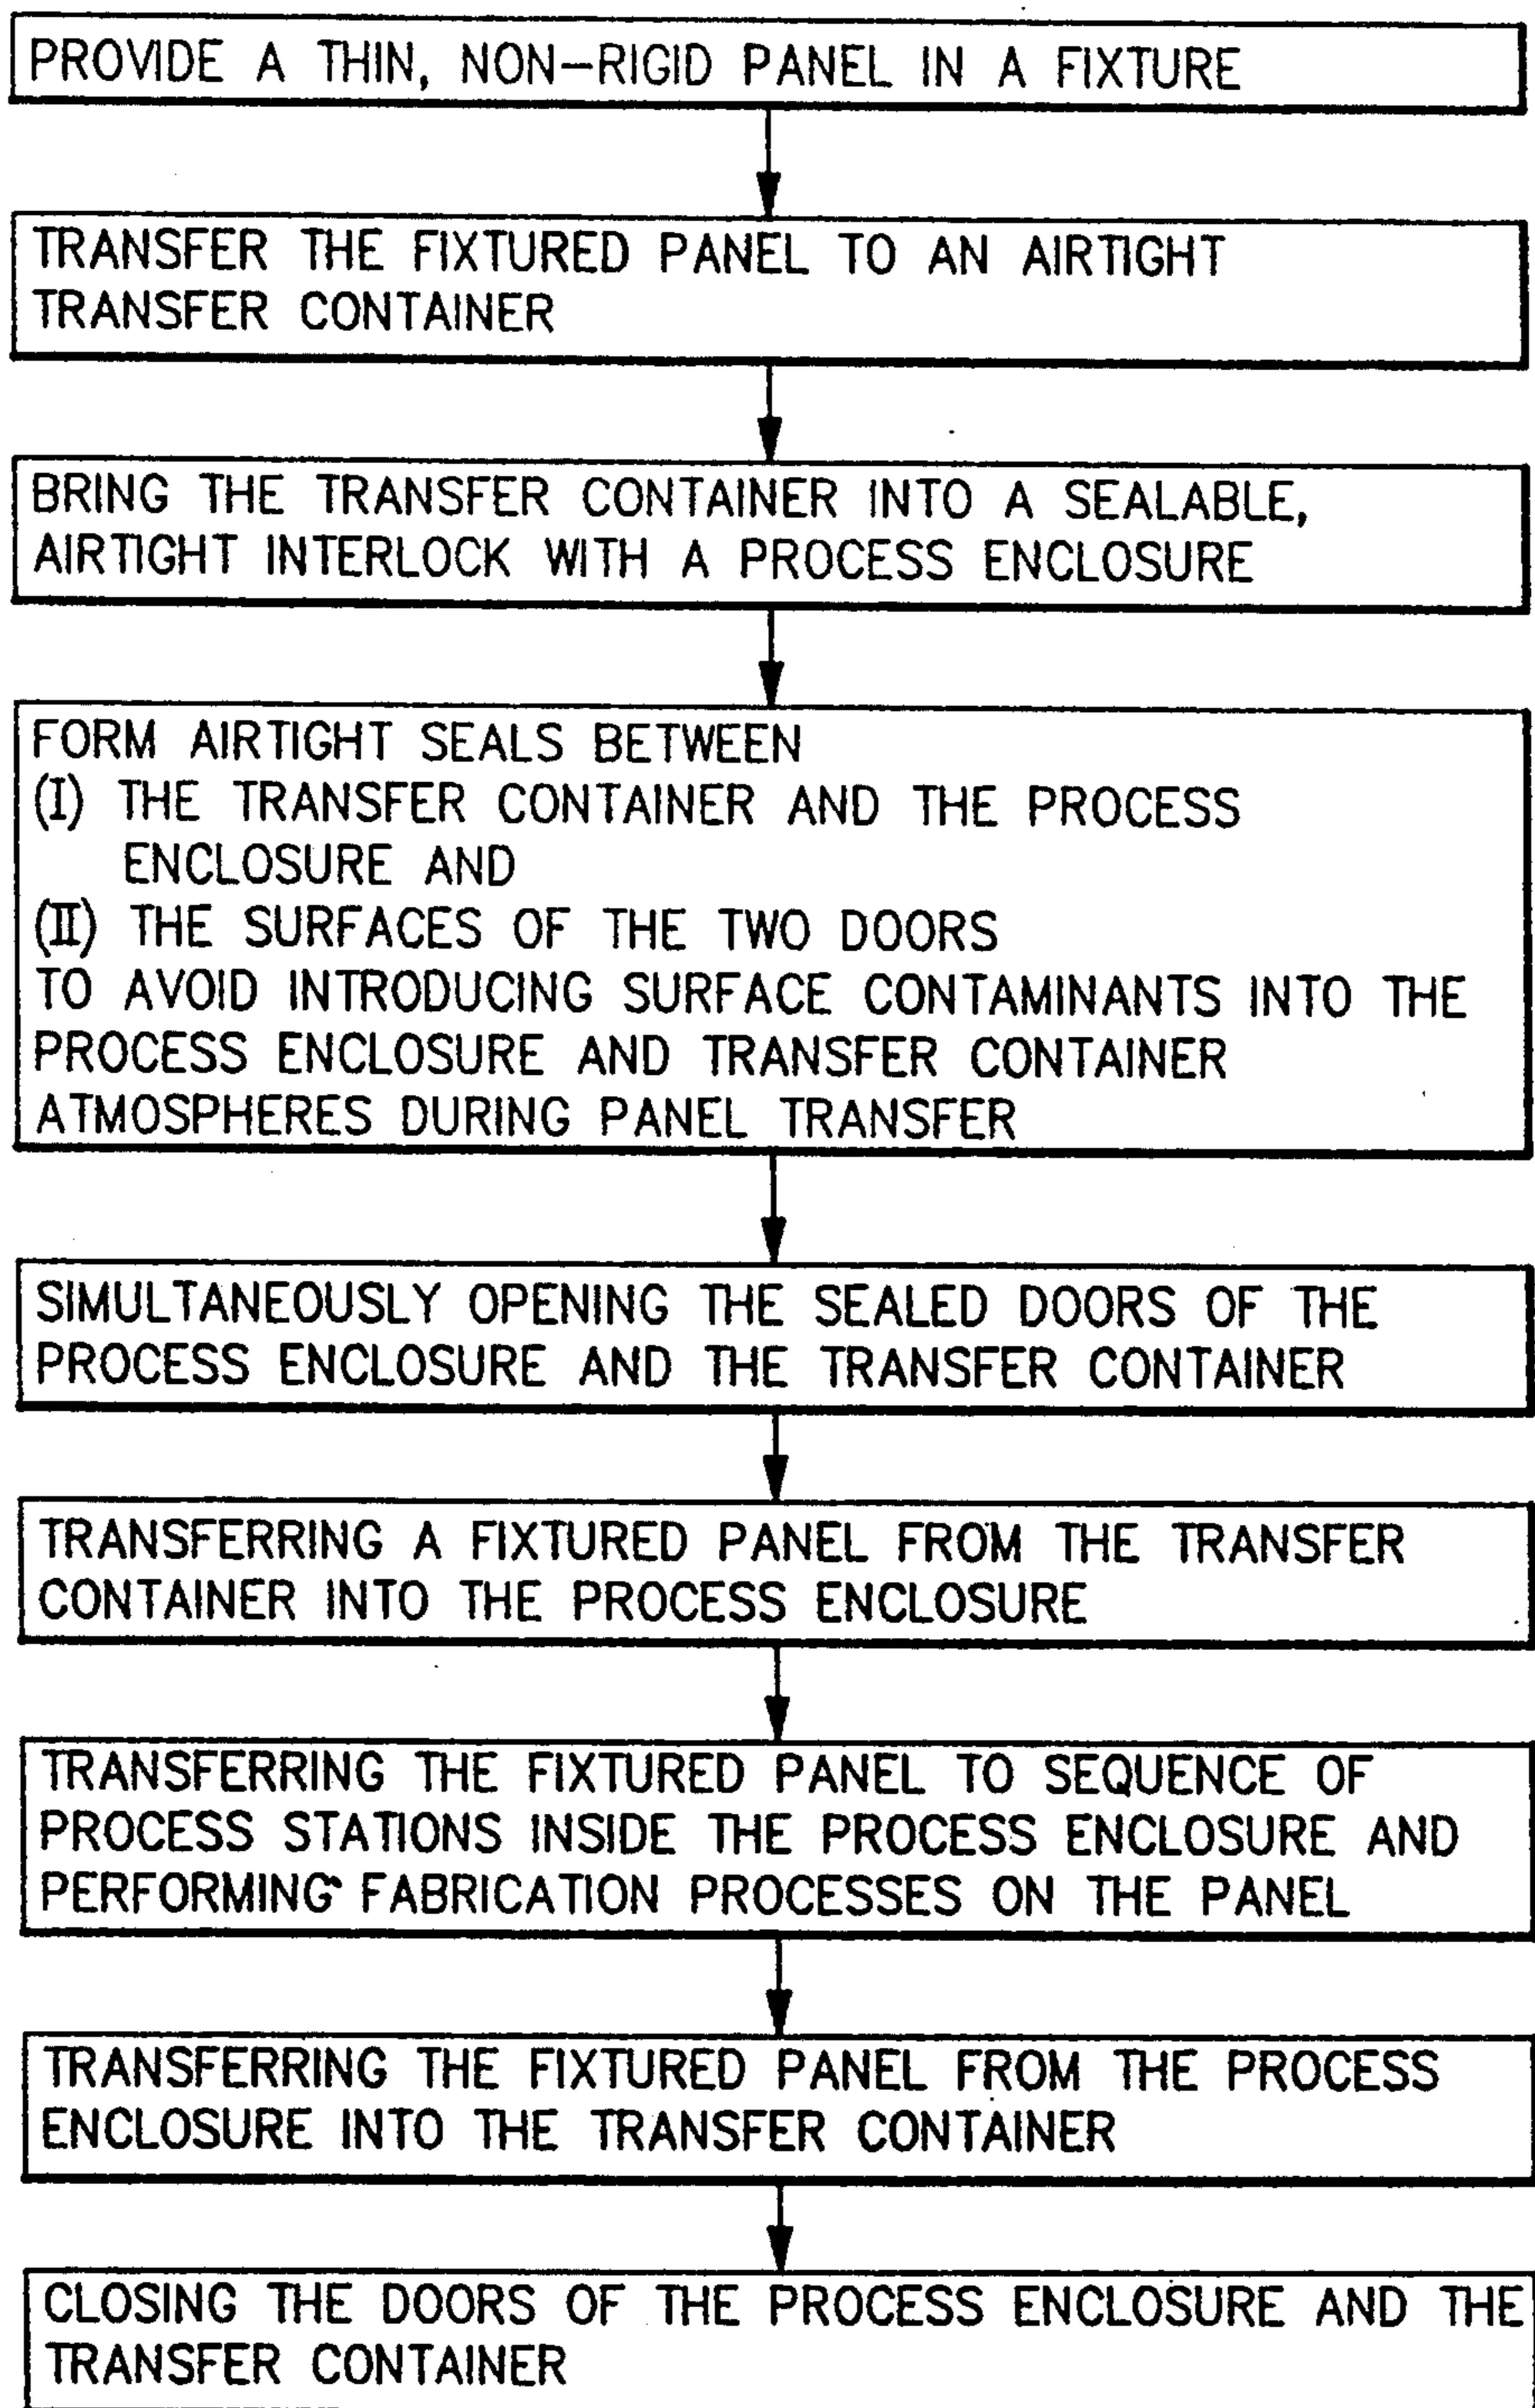 PROVIDE A THIN, NON-RIGID PANEL IN A FIXTURE
TRANSFER THE FIXTURED PANEL TO AN AIRTIGHT
TRANSFER CONTAINER
BRING THE TRANSFER CONTAINER INTO A SEALABLE,
AIRTIGHT INTERLOCK WITH A PROCESS ENCLOSURE
FORM AIRTIGHT SEALS BETWEEN
(I) THE TRANSFER CONTAINER AND THE PROCESS
ENCLOSURE AND
(II) THE SURFACES OF THE TWO DOORS
TO AVOID INTRODUCING SURFACE CONTAMINANTS INTO THE
PROCESS ENCLOSURE AND TRANSFER CONTAINER
ATMOSPHERES DURING PANEL TRANSFER
SIMULTANEOUSLY OPENING THE SEALED DOORS OF THE
PROCESS ENCLOSURE AND THE TRANSFER CONTAINER
TRANSFERRING A FIXTURED PANEL FROM THE TRANSFER
CONTAINER INTO THE PROCESS ENCLOSURE
TRANSFERRING THE FIXTURED PANEL TO SEQUENCE OF
PROCESS STATIONS INSIDE THE PROCESS ENCLOSURE AND
PERFORMING FABRICATION PROCESSES ON THE PANEL
TRANSFERRING THE FIXTURED PANEL FROM THE PROCESS
ENCLOSURE INTO THE TRANSFER CONTAINER
CLOSING THE DOORS OF THE PROCESS ENCLOSURE AND THE
TRANSFER CONTAINER